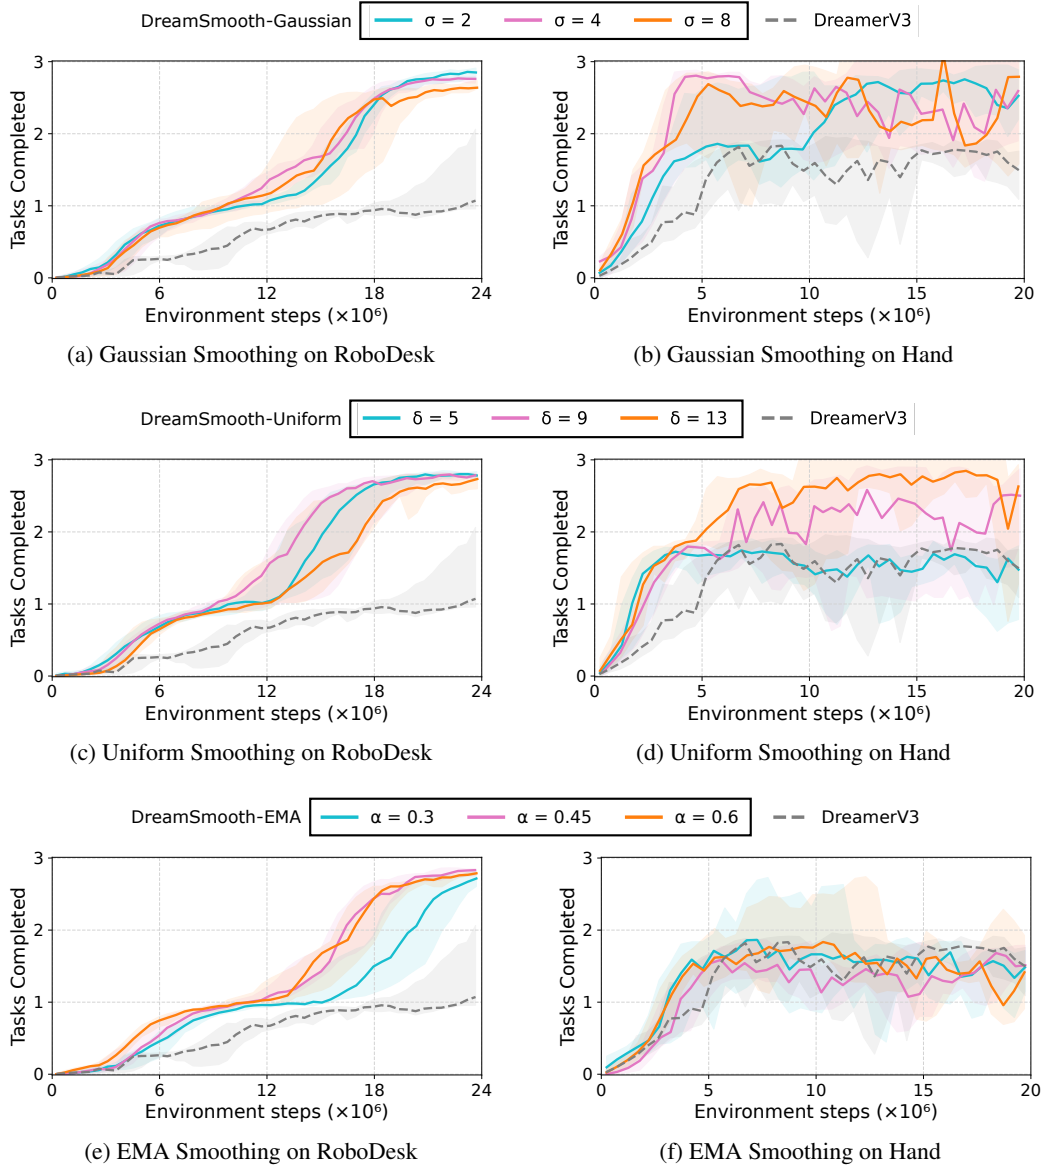 DreamSmooth-Gaussian σ = 2 σ = 4 σ = 8 DreamerV3
Tasks Completed
3
2
1
0
0 6 12 18 24
Environment steps (×10⁶)
(a) Gaussian Smoothing on RoboDesk
Tasks Completed
3
2
1
0
0 5 10 15 20
Environment steps (×10⁶)
(b) Gaussian Smoothing on Hand
DreamSmooth-Uniform δ = 5 δ = 9 δ = 13 DreamerV3
Tasks Completed
3
2
1
0
0 6 12 18 24
Environment steps (×10⁶)
(c) Uniform Smoothing on RoboDesk
Tasks Completed
3
2
1
0
0 5 10 15 20
Environment steps (×10⁶)
(d) Uniform Smoothing on Hand
DreamSmooth-EMA α = 0.3 α = 0.45 α = 0.6 DreamerV3
Tasks Completed
3
2
1
0
0 6 12 18 24
Environment steps (×10⁶)
(e) EMA Smoothing on RoboDesk
Tasks Completed
3
2
1
0
0 5 10 15 20
Environment steps (×10⁶)
(f) EMA Smoothing on Hand